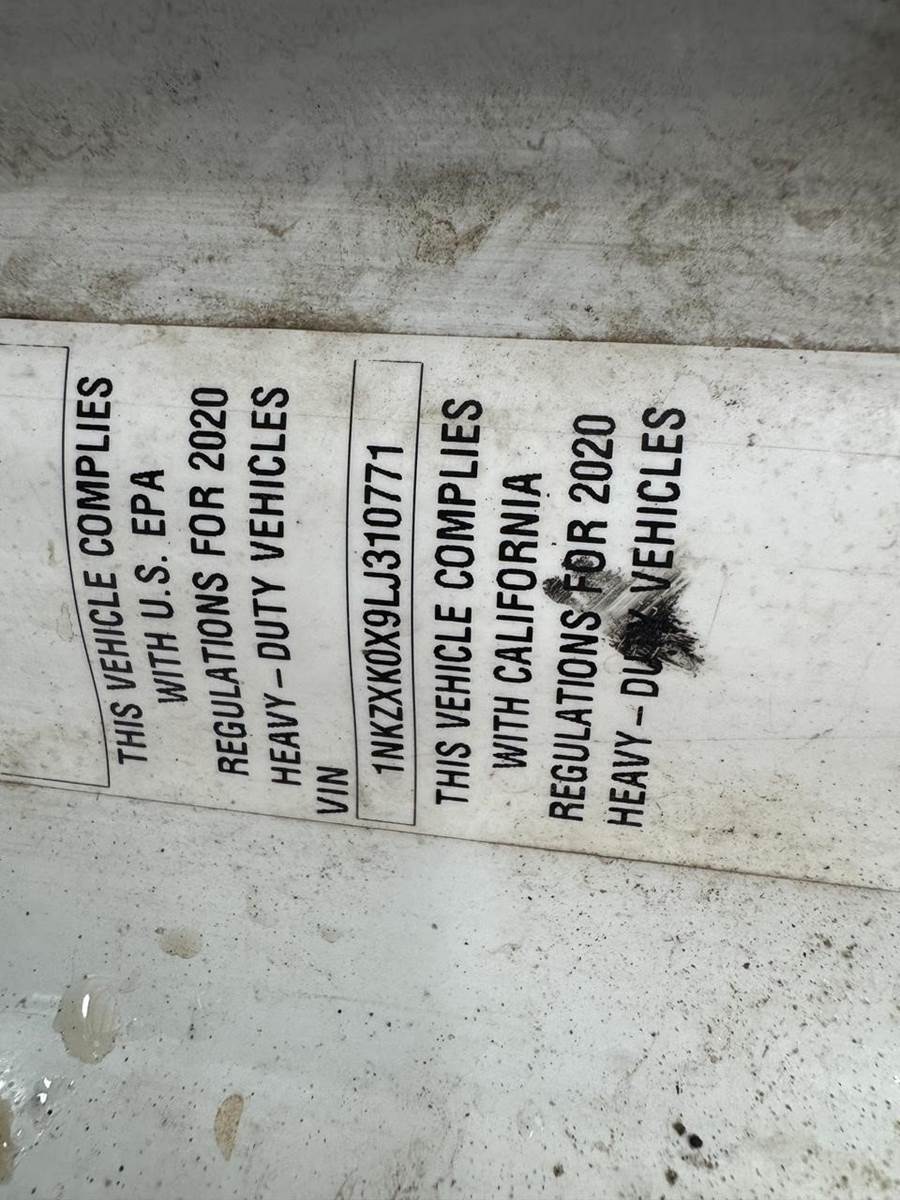 THIS VEHICLE COMPLIES
WITH U.S. EPA
REGULATIONS FOR 2020
HEAVY – DUTY VEHICLES
VIN
1NKZXK0X9LJ310771
THIS VEHICLE COMPLIES
WITH CALIFORNIA
REGULATIONS FOR 2020
HEAVY – DUTY VEHICLES